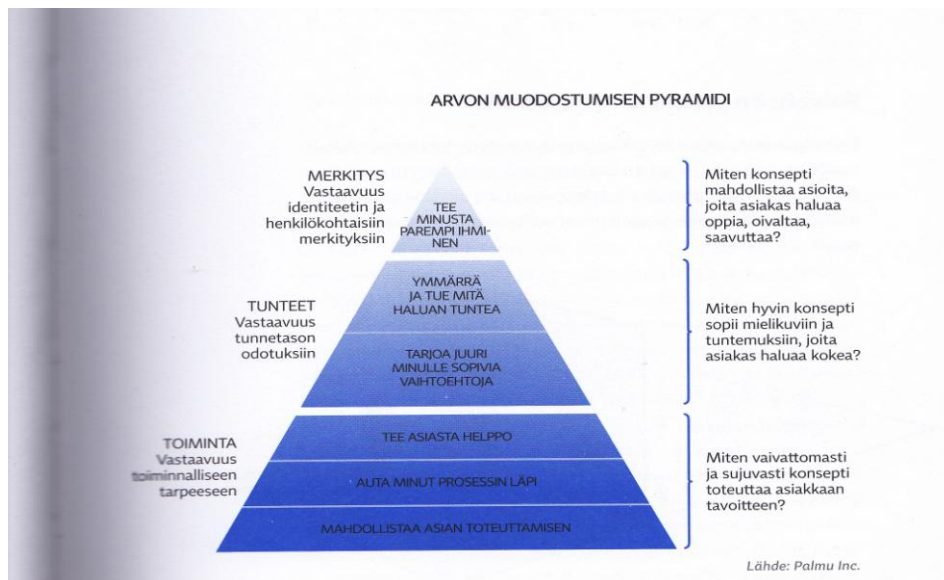 ARVON MUODOSTUMISEN PYRAMIDI
MERKITYS
Vastaavuus
identiteetin ja
henkilökohtaisiin
merkityksiin
TEE
MINUSTA
PAREMPI IHMI-
NEN
Miten konsepti
mahdollistaa asioita,
joita asiakas haluaa
oppia, oivaltaa,
saavuttaa?
TUNTEET
Vastaavuus
tunnetason
odotuksiin
YMMÄRRÄ
JA TUE MITÄ
HALUAN TUNTEA
TARJOA JUURI
MINULLE SOPIVIA
VAIHTOEHTOJA
Miten hyvin konsepti
sopii mielikuviin ja
tuntemuksiin, joita
asiakas haluaa kokea?
TOIMINTA
Vastaavuus
toiminnalliseen
tarpeeseen
TEE ASIASTA HELPPO
AUTA MINUT PROSESSIN LÄPI
MAHDOLLISTAA ASIAN TOTEUTTAMISEN
Miten vaivattomasti
ja sujuvasti konsepti
toteuttaa asiakkaan
tavoitteen?
Lähde: Palmu Inc.